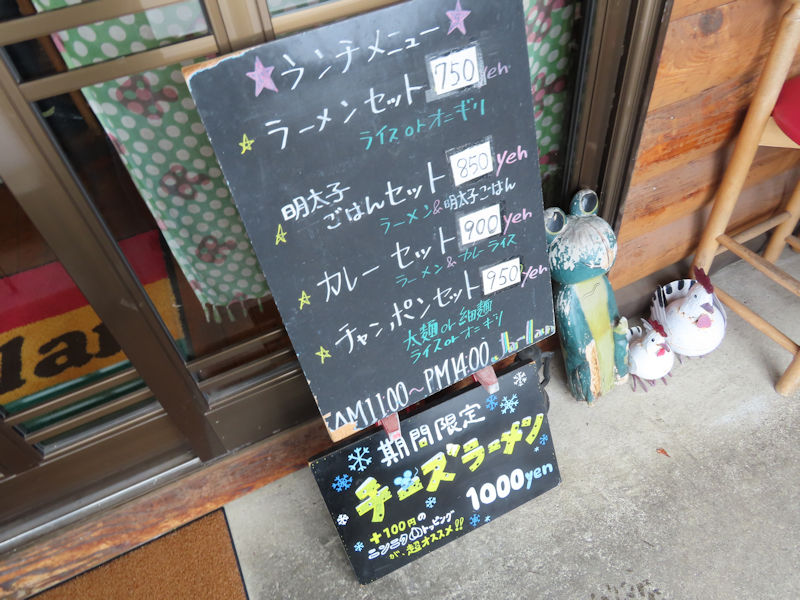 ランチメニュー
ラーメンセット 750 yen
ライス or オニギリ
明太子
ごはんセット 850 yen
ラーメン&明太子ごはん
カレーセット 900 yen
ラーメン&カレーライス
チャンポンセット 950 yen
太麺 or 細麺
ライス or オニギリ
AM11:00～PM14:00
期間限定
チーズラーメン
1000yen
+100円の
ニンニクトッピング
が、超オススメ!!